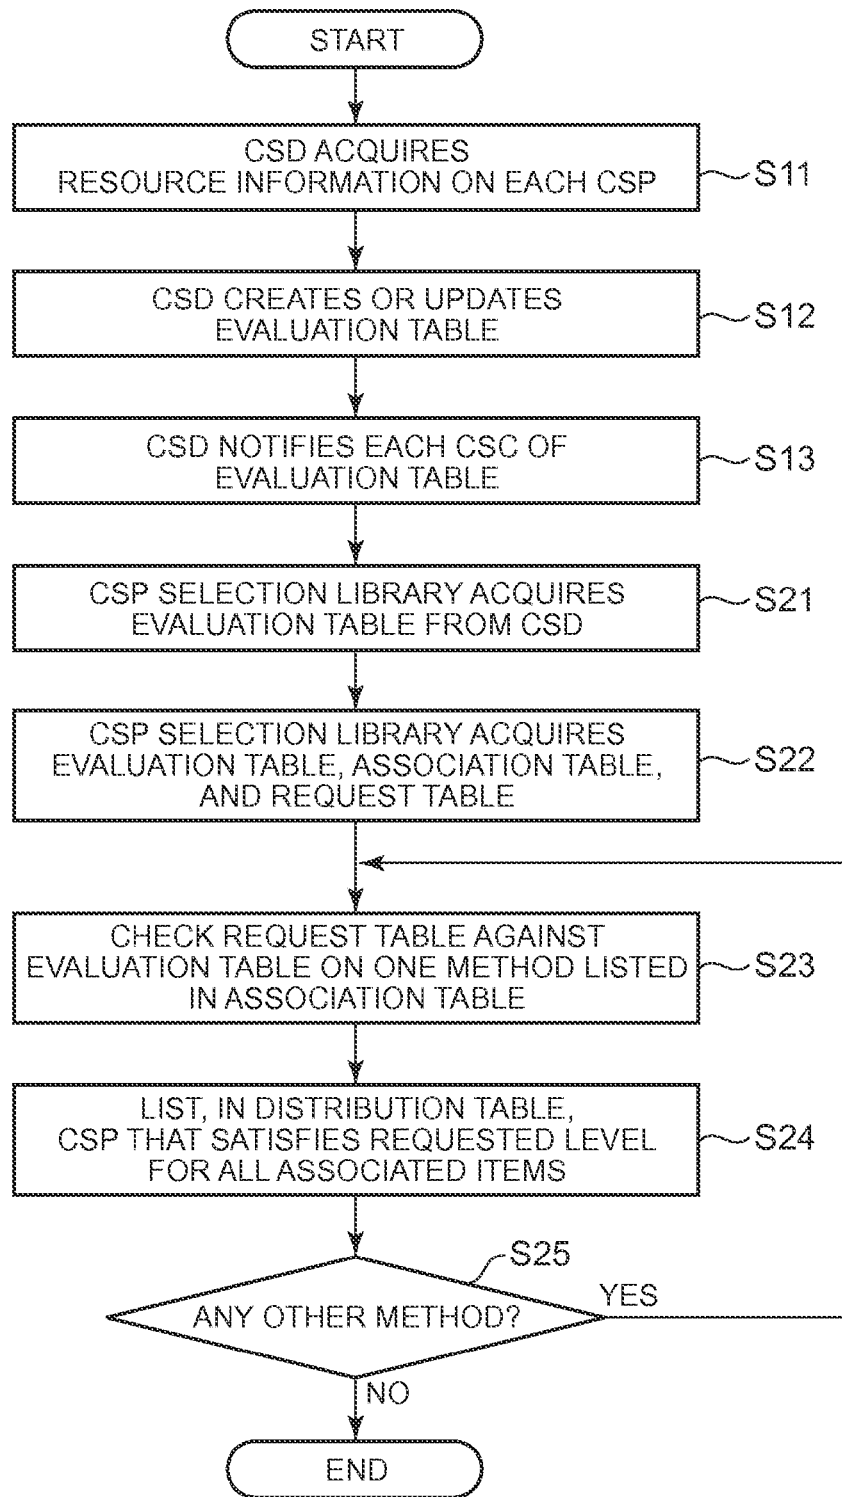 START
CSD ACQUIRES
RESOURCE INFORMATION ON EACH CSP
S11
CSD CREATES OR UPDATES
EVALUATION TABLE
S12
CSD NOTIFIES EACH CSC OF
EVALUATION TABLE
S13
CSP SELECTION LIBRARY ACQUIRES
EVALUATION TABLE FROM CSD
S21
CSP SELECTION LIBRARY ACQUIRES
EVALUATION TABLE, ASSOCIATION TABLE,
AND REQUEST TABLE
S22
CHECK REQUEST TABLE AGAINST
EVALUATION TABLE ON ONE METHOD LISTED
IN ASSOCIATION TABLE
S23
LIST, IN DISTRIBUTION TABLE,
CSP THAT SATISFIES REQUESTED LEVEL
FOR ALL ASSOCIATED ITEMS
S24
S25
ANY OTHER METHOD?
YES
NO
END